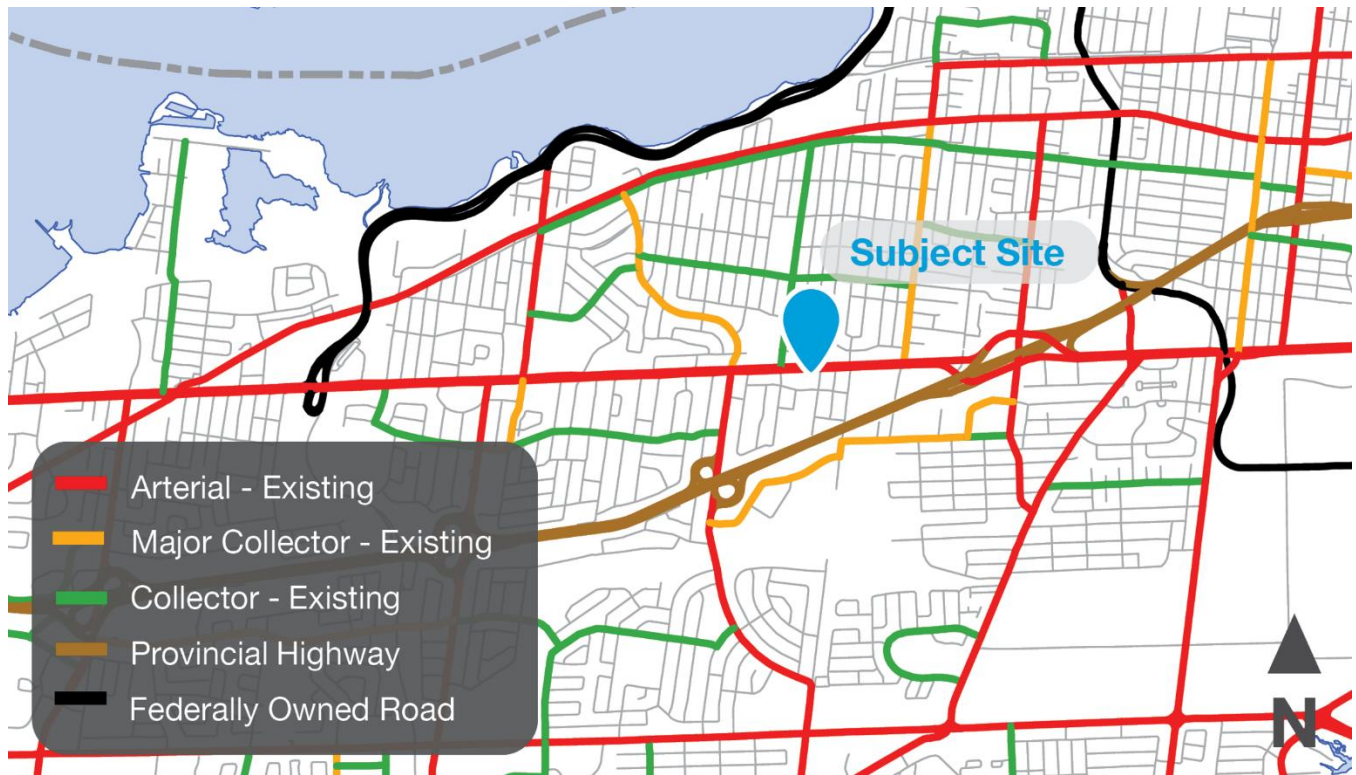 Subject Site
Arterial - Existing
Major Collector - Existing
Collector - Existing
Provincial Highway
Federally Owned Road
N